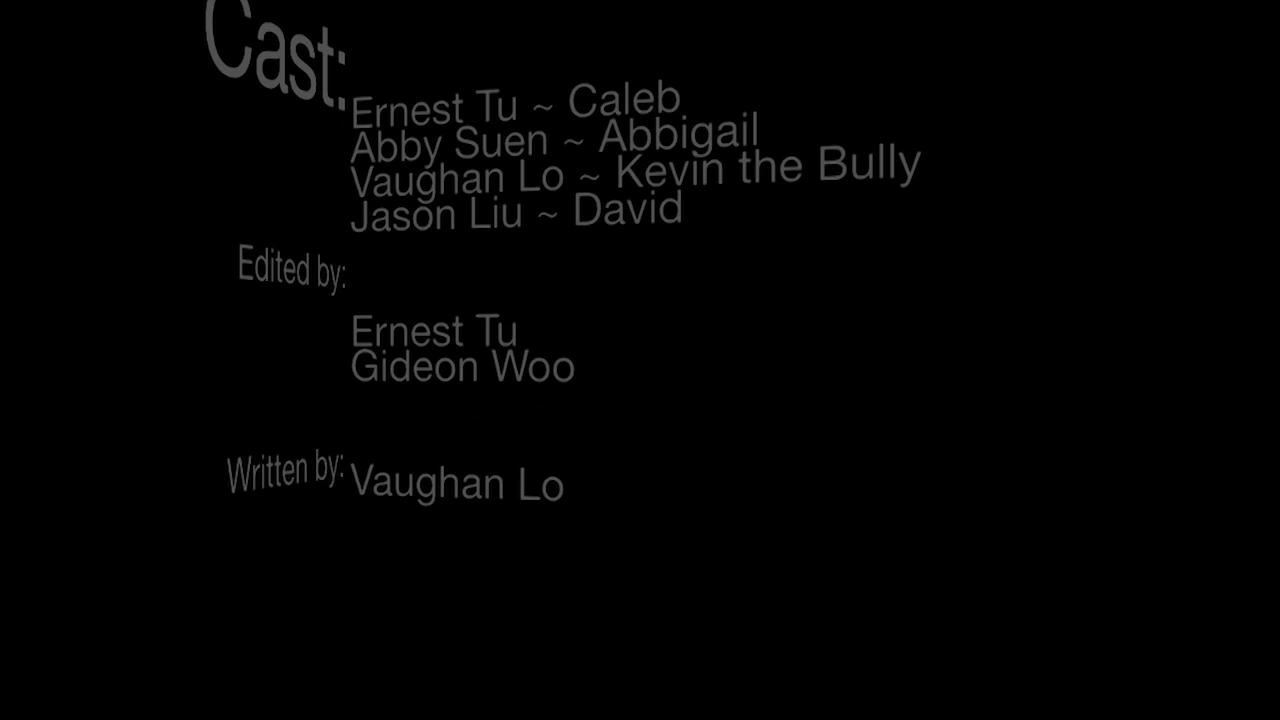 Cast:
Ernest Tu ~ Caleb
Abby Suen ~ Abbigail
Vaughan Lo ~ Kevin the Bully
Jason Liu ~ David
Edited by:
Ernest Tu
Gideon Woo
Written by:
Vaughan Lo